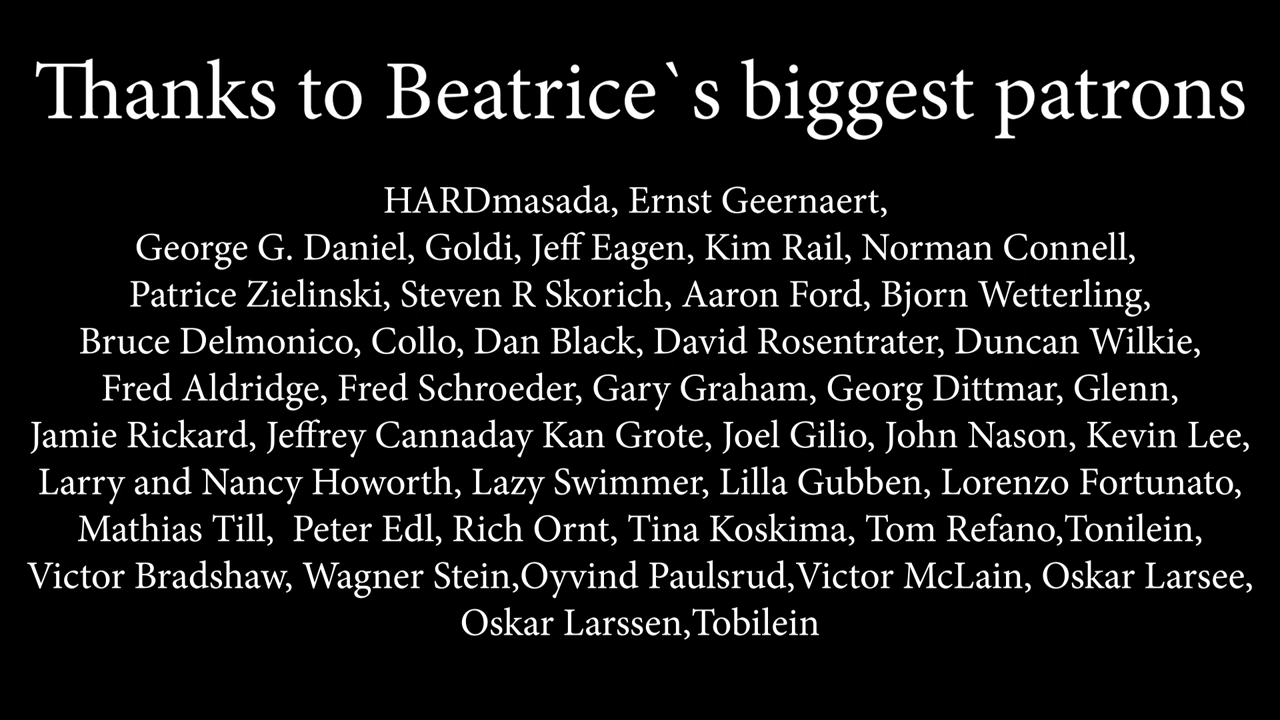 Thanks to Beatrice`s biggest patrons
HARDmasada, Ernst Geernaert,
George G. Daniel, Goldi, Jeff Eagen, Kim Rail, Norman Connell,
Patrice Zielinski, Steven R Skorich, Aaron Ford, Bjorn Wetterling,
Bruce Delmonico, Collo, Dan Black, David Rosentrater, Duncan Wilkie,
Fred Aldridge, Fred Schroeder, Gary Graham, Georg Dittmar, Glenn,
Jamie Rickard, Jeffrey Cannaday Kan Grote, Joel Gilio, John Nason, Kevin Lee,
Larry and Nancy Howorth, Lazy Swimmer, Lilla Gubben, Lorenzo Fortunato,
Mathias Till,  Peter Edl, Rich Ornt, Tina Koskima, Tom Refano,Tonilein,
Victor Bradshaw, Wagner Stein,Oyvind Paulsrud,Victor McLain, Oskar Larsee,
Oskar Larssen,Tobilein